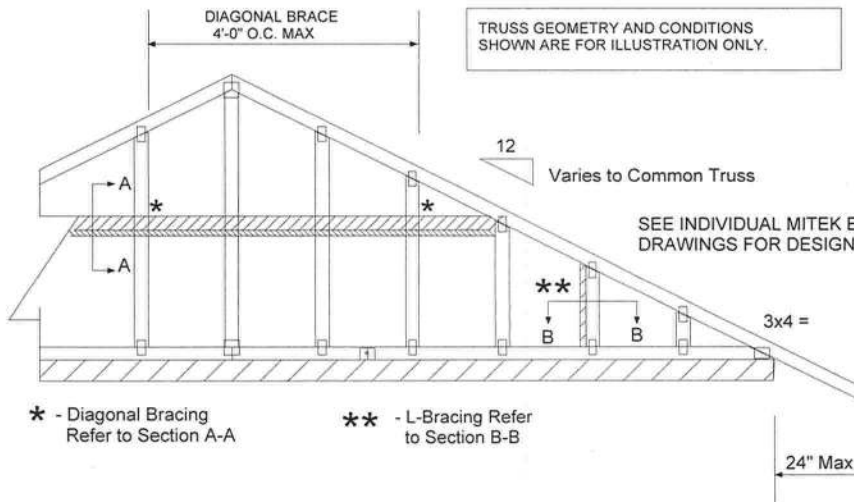 DIAGONAL BRACE
4'-0" O.C. MAX
TRUSS GEOMETRY AND CONDITIONS
SHOWN ARE FOR ILLUSTRATION ONLY.
12
Varies to Common Truss
A
*
*
SEE INDIVIDUAL MITEK E
DRAWINGS FOR DESIGN
A
**
B
B
3x4 =
* - Diagonal Bracing
Refer to Section A-A
** - L-Bracing Refer
to Section B-B
24" Max